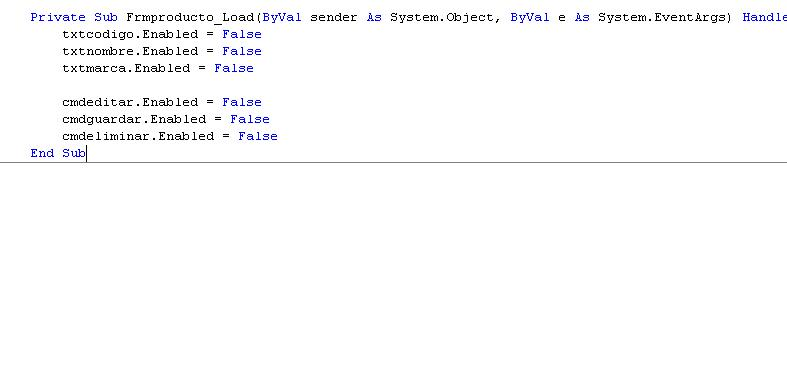 Private Sub Frmproducto_Load(ByVal sender As System.Object, ByVal e As System.EventArgs) Handle
txtcodigo.Enabled = False
txtnombre.Enabled = False
txtmarca.Enabled = False
cmdeditar.Enabled = False
cmdguardar.Enabled = False
cmdeliminar.Enabled = False
End Sub